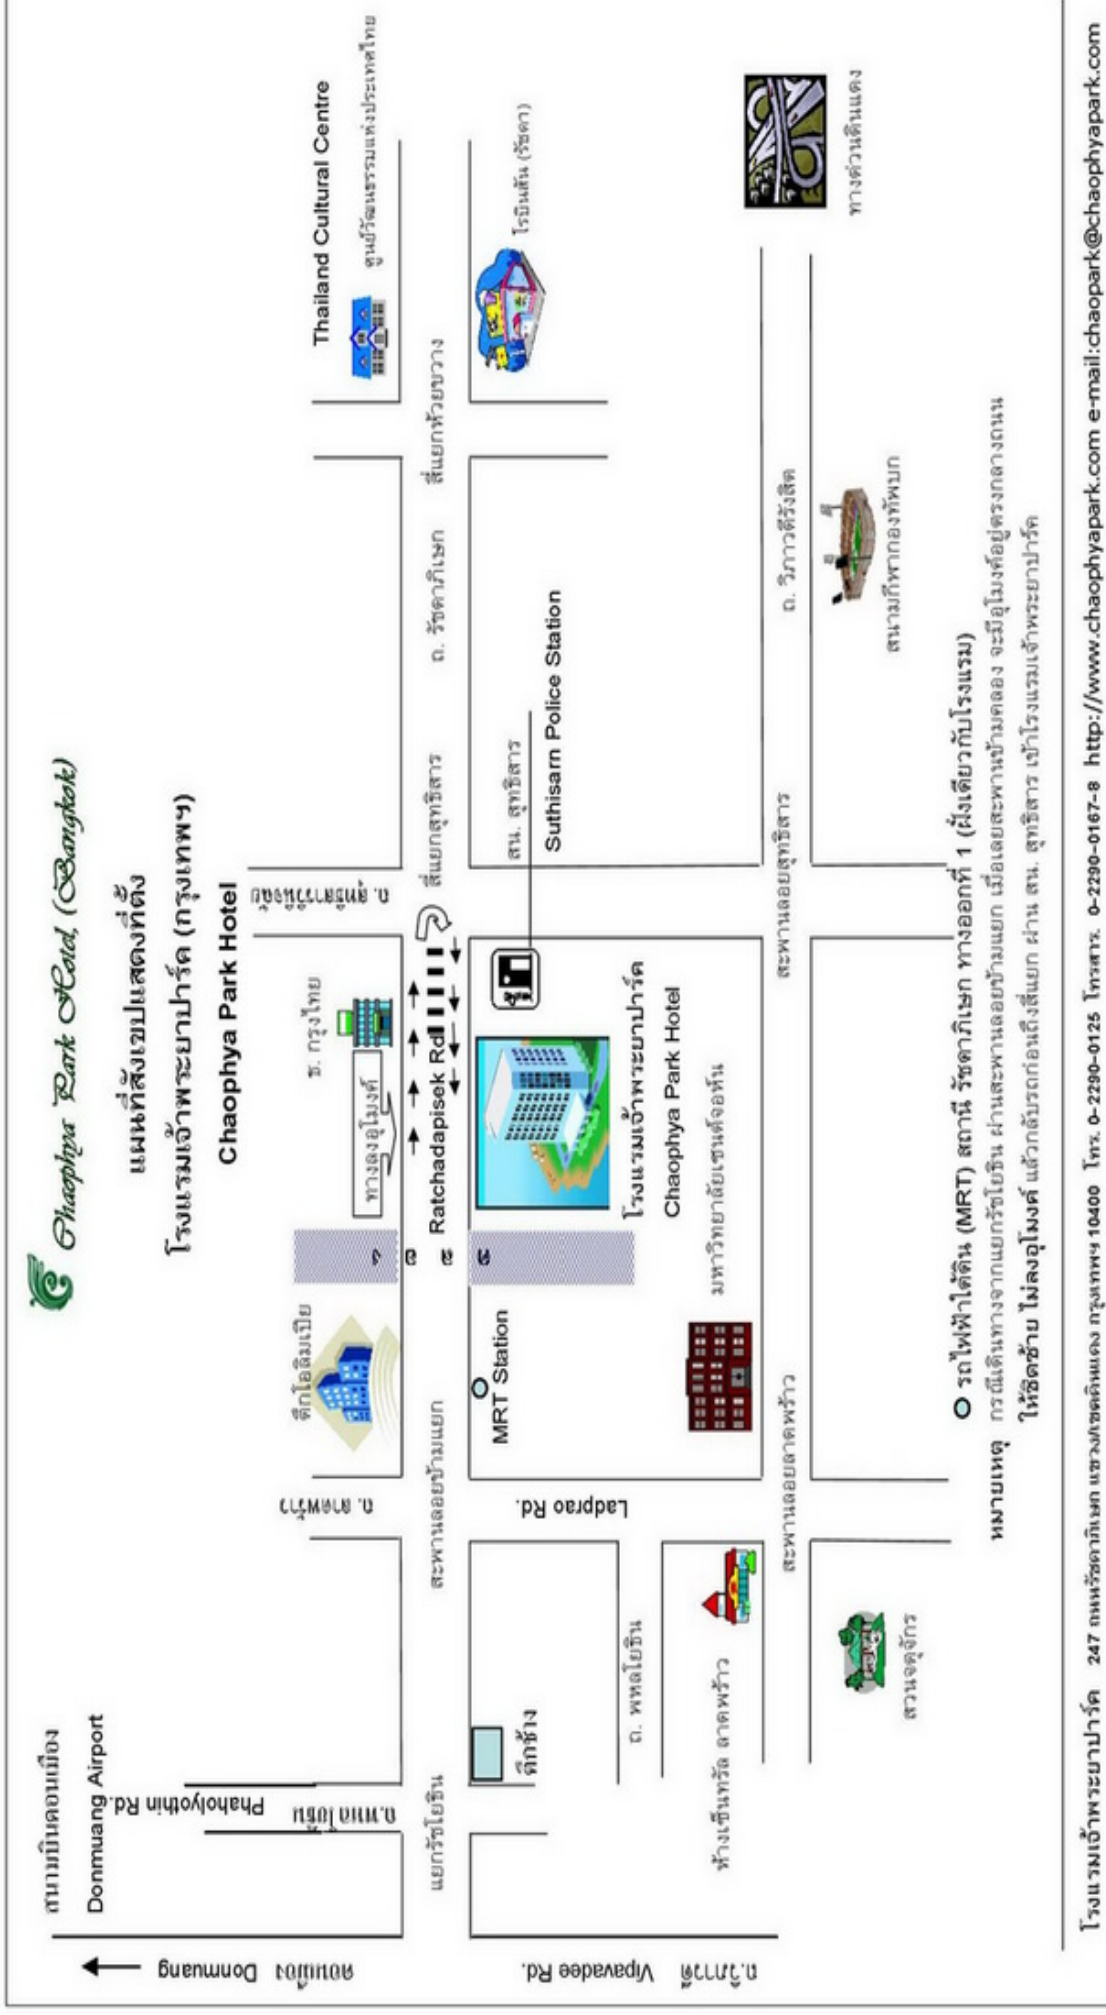 Chaophya Park Hotel, (Bangkok)
แผนที่สังเขปแสดงที่ตั้ง
โรงแรมเจ้าพระยาปาร์ค (กรุงเทพฯ)
Chaophya Park Hotel
สนามบินดอนเมือง
Donmuang Airport
ดอนเมือง
Donmuang
Phaholyothin Rd.
ถ.พหลโยธิน
แยกรัชโยธิน
ตึกช้าง
ถ.วิภาวดี
Vipavadee Rd.
ถ. ลาดพร้าว
สะพานลอยข้ามแยก
Ladprao Rd.
ถ. พหลโยธิน
ห้างเซ็นทรัล ลาดพร้าว
สะพานลอยลาดพร้าว
สวนจตุจักร
ตึกโอลิมเปีย
MRT Station
มหาวิทยาลัยเซนต์จอห์น
ค
ล
อ
ง
ทางลงอุโมงค์
ธ. กรุงไทย
Ratchadapisek Rd
โรงแรมเจ้าพระยาปาร์ค
Chaophya Park Hotel
ถ. สุทธิสารวินิจฉัย
สี่แยกสุทธิสาร
สน. สุทธิสาร
Suthisarn Police Station
สะพานลอยสุทธิสาร
ถ. รัชดาภิเษก
สี่แยกห้วยขวาง
ถ. วิภาวดีรังสิต
สนามกีฬากองทัพบก
Thailand Cultural Centre
ศูนย์วัฒนธรรมแห่งประเทศไทย
โรบินสัน (รัชดา)
ทางด่วนดินแดง
รถไฟฟ้าใต้ดิน (MRT) สถานี รัชดาภิเษก ทางออกที่ 1 (ฝั่งเดียวกับโรงแรม)
หมายเหตุ กรณีเดินทางจากแยกรัชโยธิน ผ่านสะพานลอยข้ามแยก เมื่อเลยสะพานข้ามคลอง จะมีอุโมงค์อยู่ตรงกลางถนน
ให้ชิดซ้าย ไม่ลงอุโมงค์ แล้วกลับรถก่อนถึงสี่แยก ผ่าน สน. สุทธิสาร เข้าโรงแรมเจ้าพระยาปาร์ค
โรงแรมเจ้าพระยาปาร์ค 247 ถนนรัชดาภิเษก แขวง/เขตดินแดง กรุงเทพฯ 10400 โทร. 0-2290-0125 โทรสาร. 0-2290-0167-8 http://www.chaophyapark.com e-mail:chaopark@chaophyapark.com